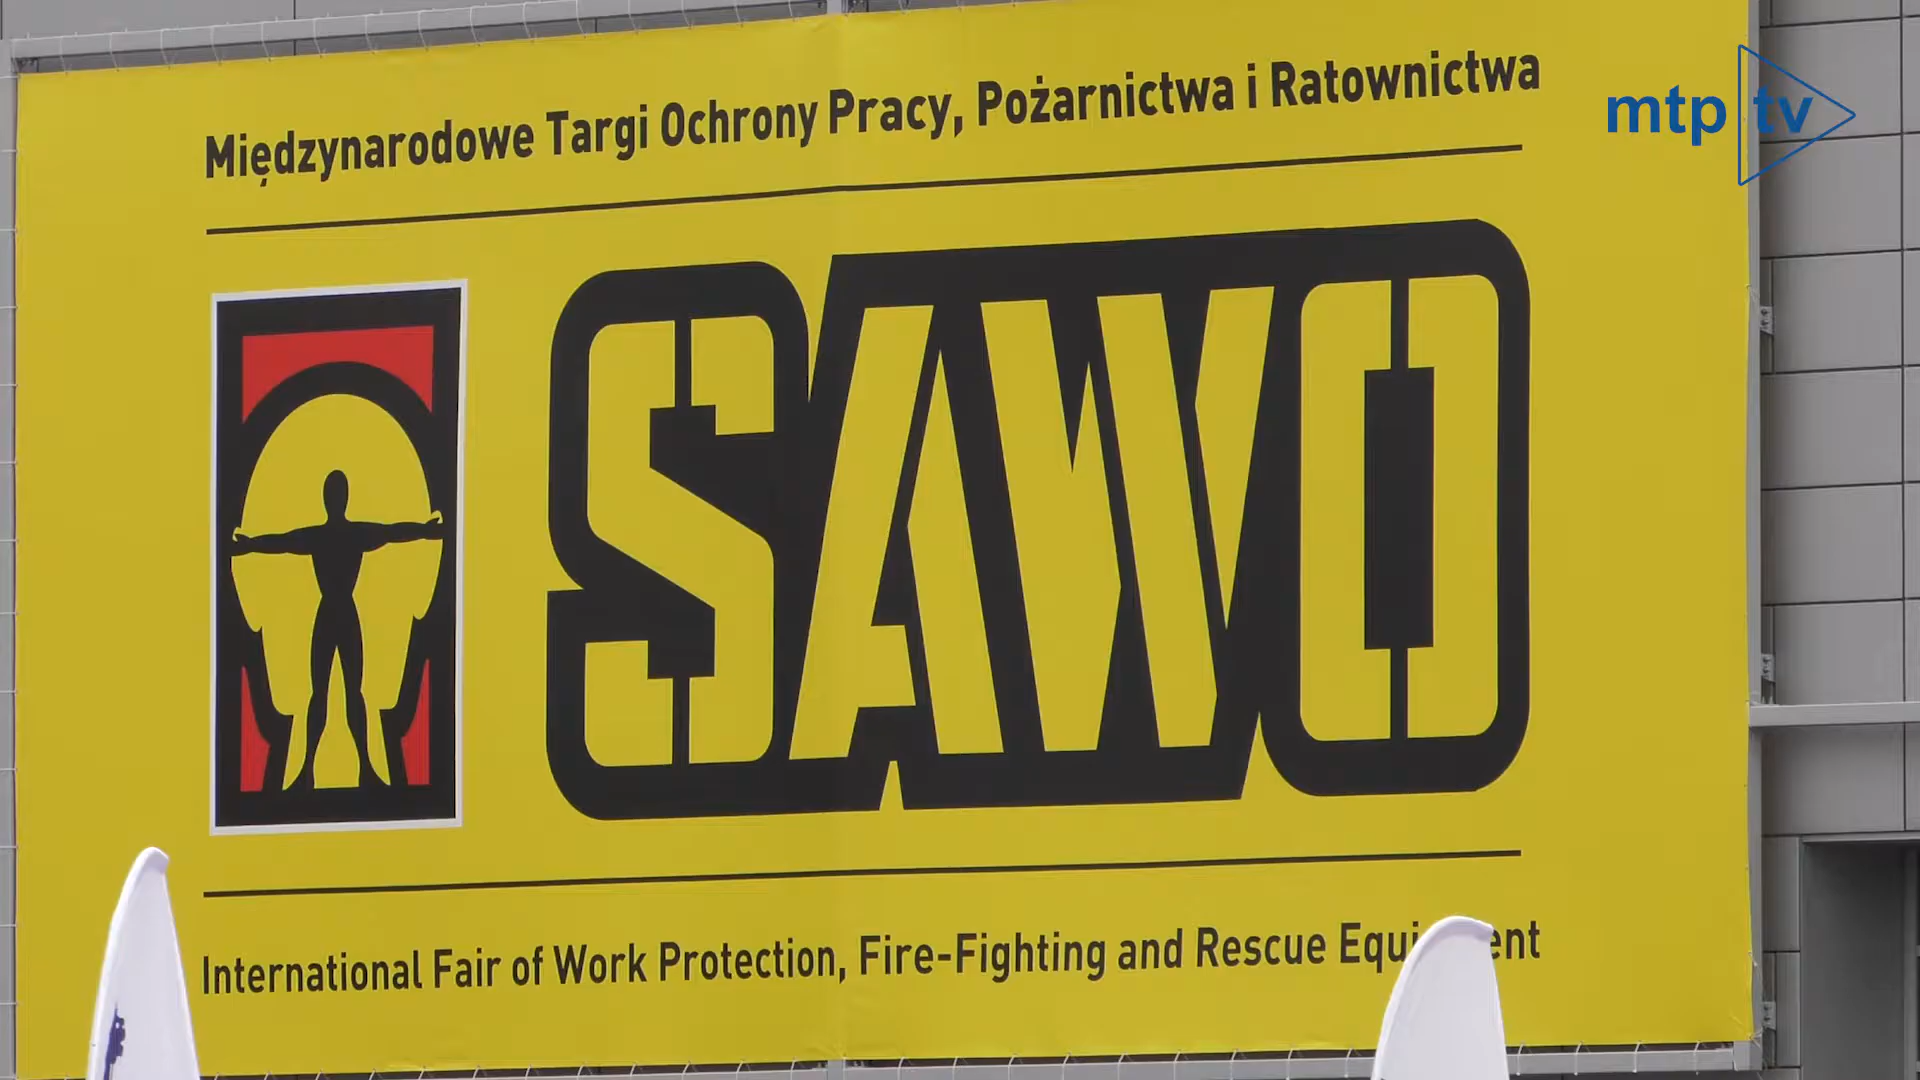 Międzynarodowe Targi Ochrony Pracy, Pożarnictwa i Ratownictwa
mtp tv
SAWO
International Fair of Work Protection, Fire-Fighting and Rescue